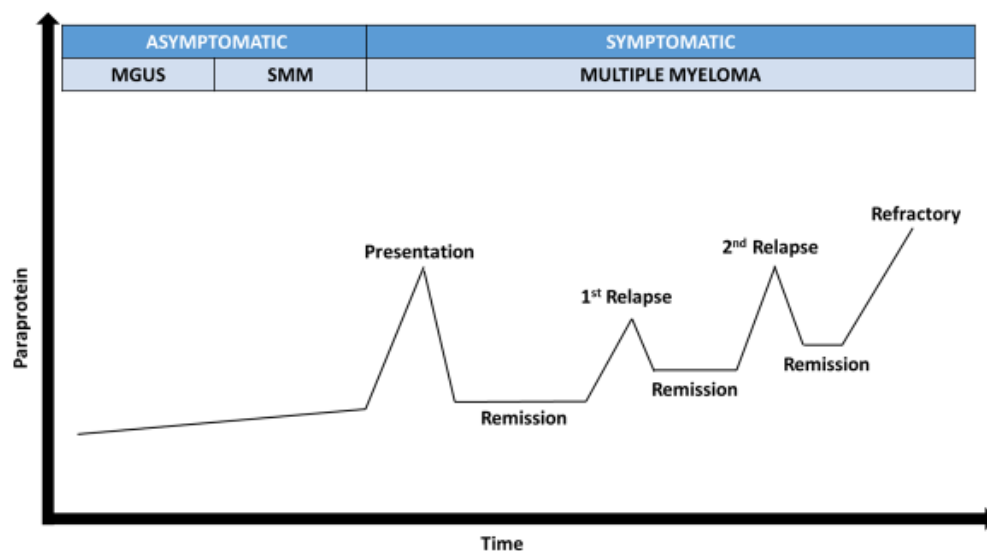 ASYMPTOMATIC SYMPTOMATIC
MGUS SMM MULTIPLE MYELOMA
Refractory
2nd Relapse
Presentation
1st Relapse
Remission
Remission
Remission
Paraprotein
Time